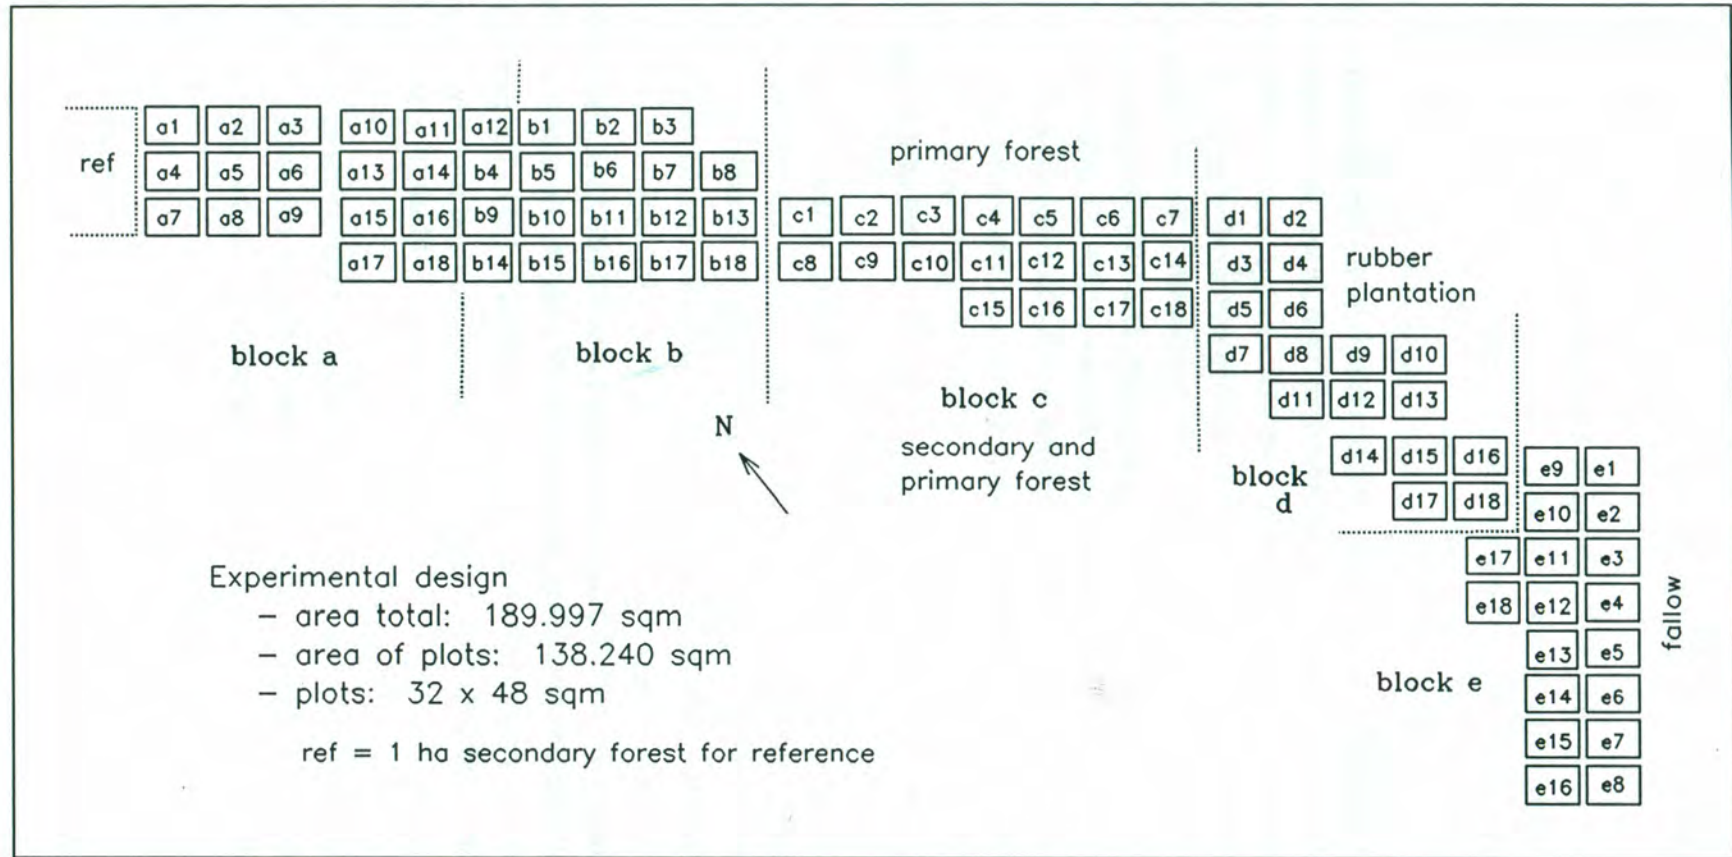 a1 a2 a3 a10 a11 a12 b1 b2 b3
ref
a4 a5 a6 a13 a14 b4 b5 b6 b7 b8
primary forest
a7 a8 a9 a15 a16 b9 b10 b11 b12 b13 c1 c2 c3 c4 c5 c6 c7 d1 d2
a17 a18 b14 b15 b16 b17 b18 c8 c9 c10 c11 c12 c13 c14 d3 d4
rubber
plantation
c15 c16 c17 c18 d5 d6
block a
block b
d7 d8 d9 d10
block c
d11 d12 d13
N
secondary and
primary forest
d14 d15 d16 e9 e1
block
d
d17 d18 e10 e2
e17 e11 e3
e18 e12 e4
fallow
e13 e5
block e
e14 e6
e15 e7
e16 e8
Experimental design
– area total: 189.997 sqm
– area of plots: 138.240 sqm
– plots: 32 x 48 sqm
ref = 1 ha secondary forest for reference